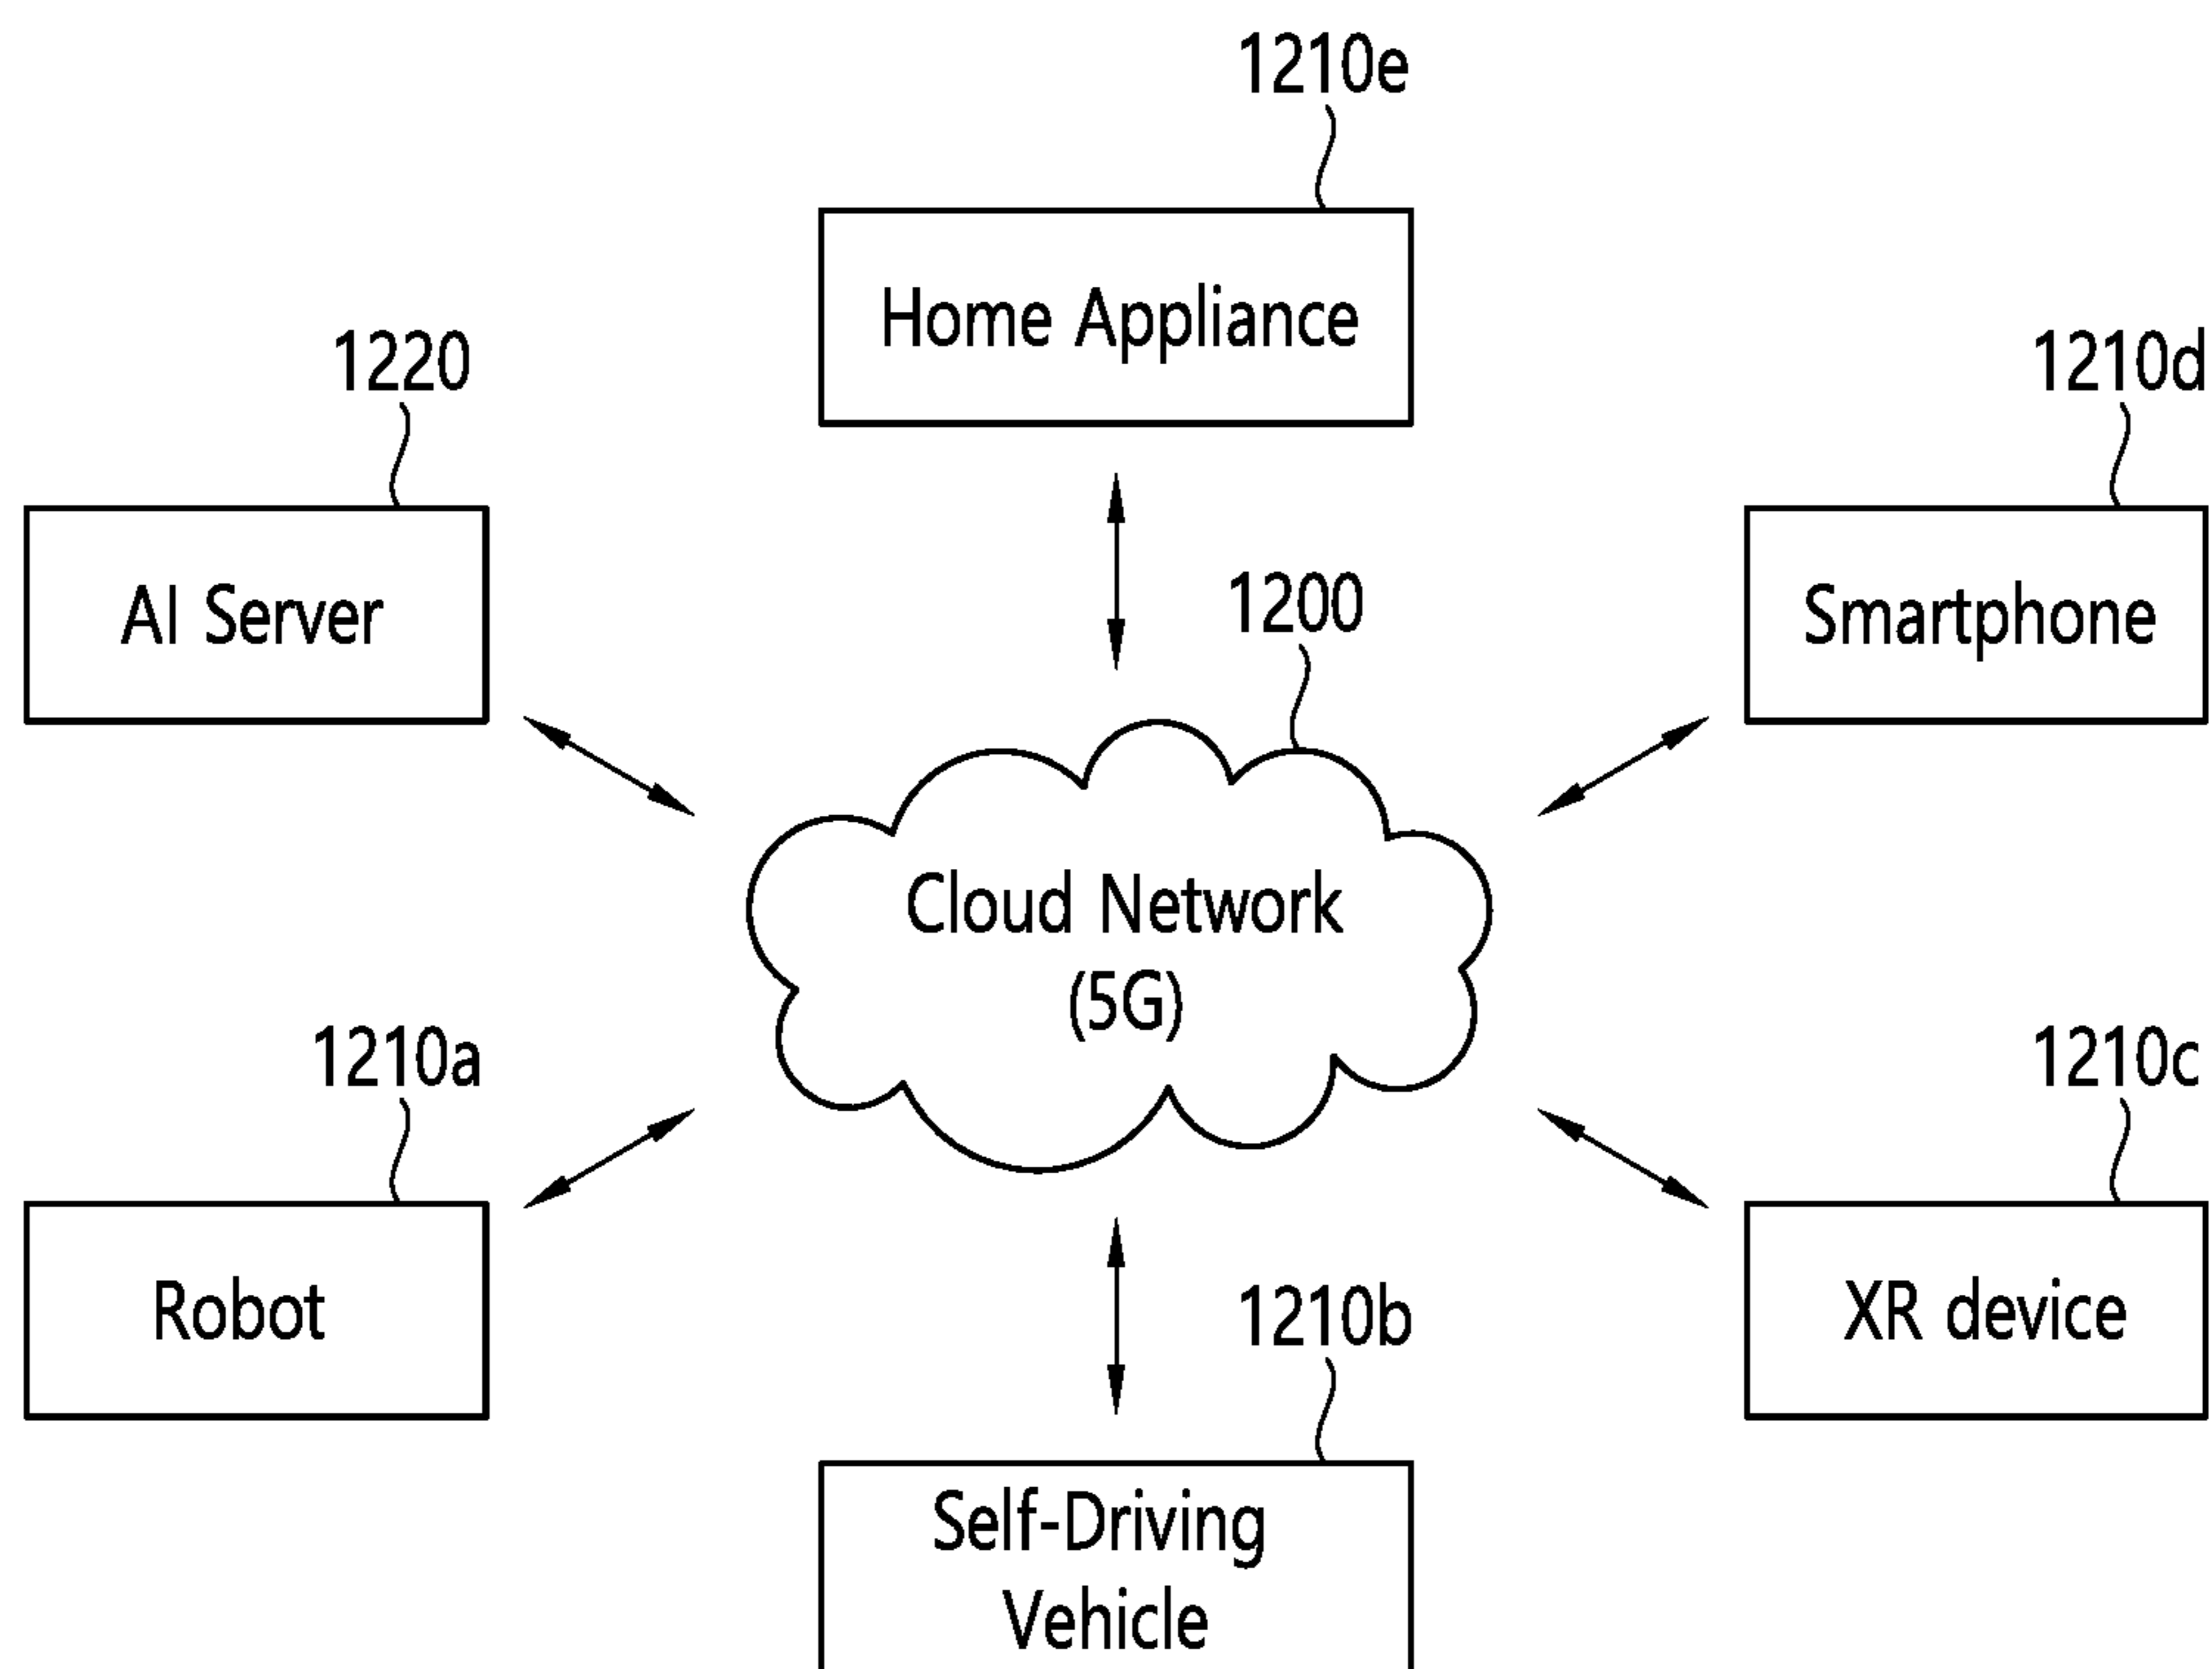 1210e
Home Appliance
1220
AI Server
1210d
Smartphone
1200
Cloud Network
(5G)
1210a
Robot
1210c
XR device
1210b
Self-Driving
Vehicle